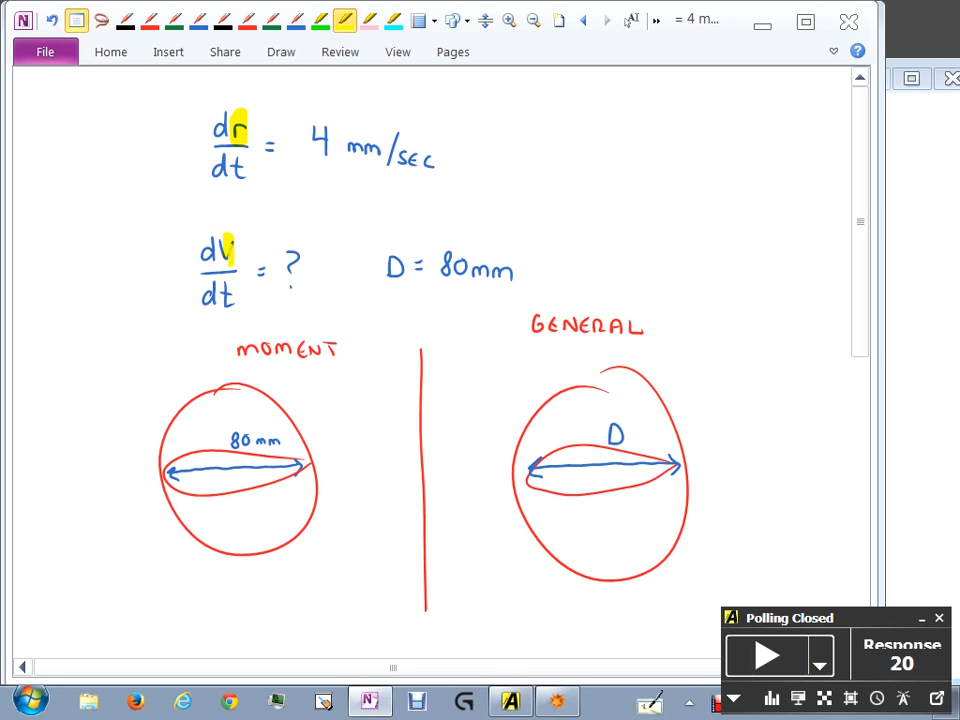 = 4 m...
File Home Insert Share Draw Review View Pages
dr/dt = 4 mm/SEC
dV/dt = ? D = 80mm
MOMENT
GENERAL
80 mm
D
Polling Closed
Response
20